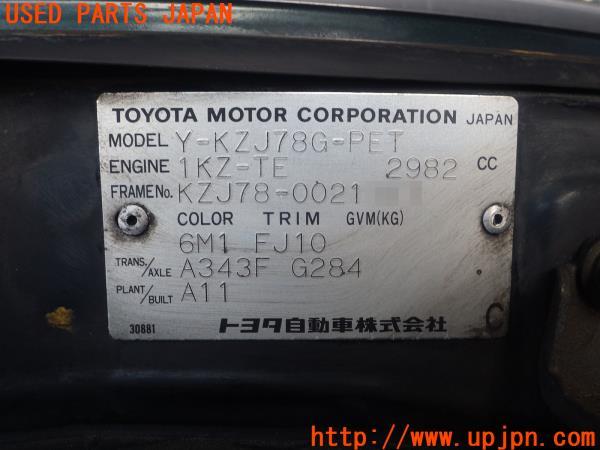 USED PARTS JAPAN
TOYOTA MOTOR CORPORATION JAPAN
MODEL Y-KZJ78G-PET
ENGINE 1KZ-TE 2982 CC
FRAME No. KZJ78-0021
COLOR TRIM GVM(KG)
6M1 FJ10
TRANS./AXLE A343F G284
PLANT/BUILT A11
30881 トヨタ自動車株式会社 C
http://www.upjpn.com/